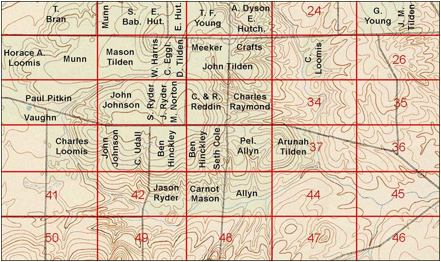 T.
Bran
Munn
S.
Bab.
E.
Hut.
E. Hut.
T. F.
Young
A. Dyson
E.
Hutch.
24
G.
Young
J. M.
Tilden
Horace A.
Loomis
Munn
Mason
Tilden
W. Harris
C. Eggl.
D. Tilden
Meeker
Crafts
John Tilden
C.
Loomis
26
Paul Pitkin
Vaughn
John
Johnson
S. Ryder
J. Ryder
M. Norton
C. & R.
Reddin
Charles
Raymond
34
35
Charles
Loomis
John
Johnson
C. Udall
Ben
Hinckley
Ben
Hinckley
Seth Cole
Pel.
Allyn
Arunah
Tilden
37
36
41
42
Jason
Ryder
Carnot
Mason
Allyn
44
45
50
49
48
47
46